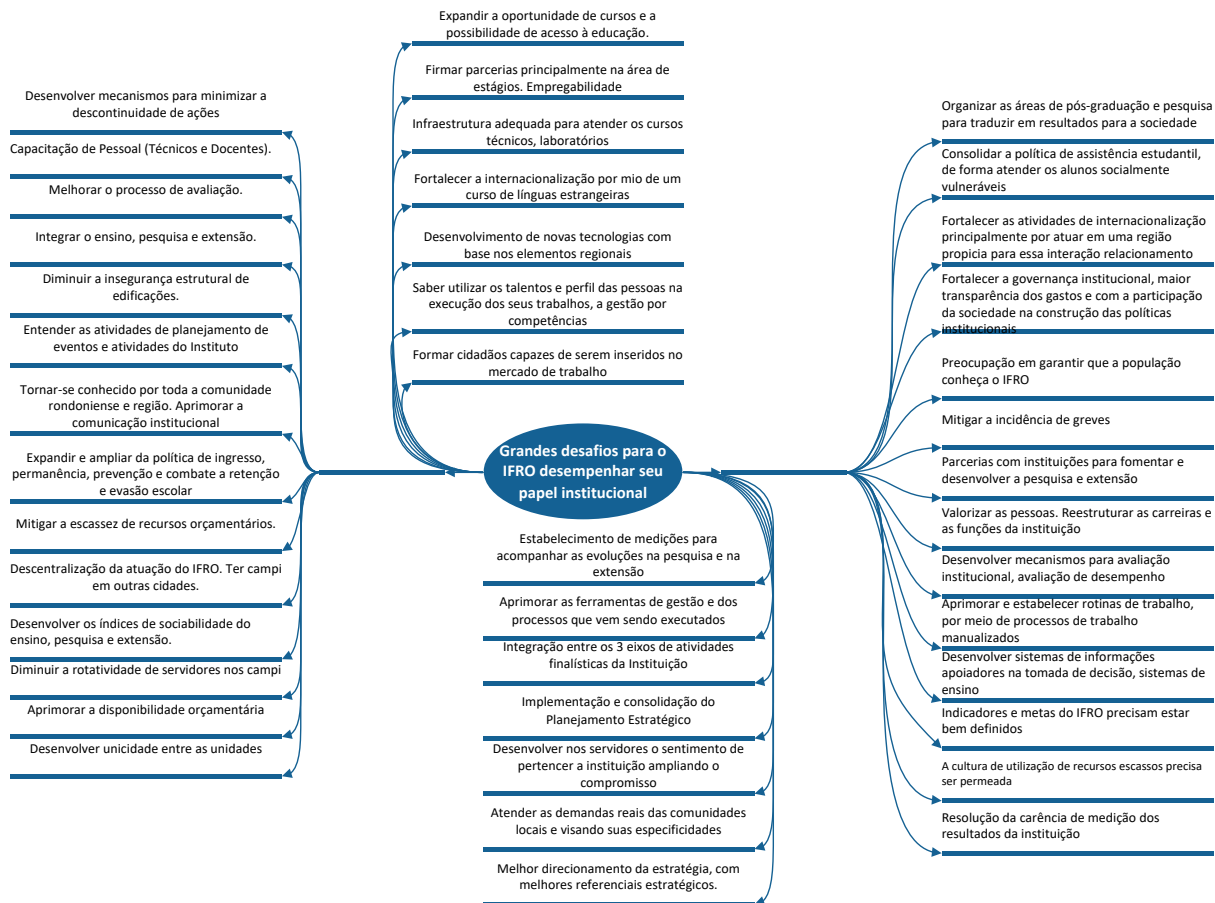 Expandir a oportunidade de cursos e a
possibilidade de acesso à educação.
Firmar parcerias principalmente na área de
estágios. Empregabilidade
Infraestrutura adequada para atender os cursos
técnicos, laboratórios
Fortalecer a internacionalização por mio de um
curso de línguas estrangeiras
Desenvolvimento de novas tecnologias com
base nos elementos regionais
Saber utilizar os talentos e perfil das pessoas na
execução dos seus trabalhos, a gestão por
competências
Formar cidadãos capazes de serem inseridos no
mercado de trabalho
Desenvolver mecanismos para minimizar a
descontinuidade de ações
Capacitação de Pessoal (Técnicos e Docentes).
Melhorar o processo de avaliação.
Integrar o ensino, pesquisa e extensão.
Diminuir a insegurança estrutural de
edificações.
Entender as atividades de planejamento de
eventos e atividades do Instituto
Tornar-se conhecido por toda a comunidade
rondoniense e região. Aprimorar a
comunicação institucional
Expandir e ampliar da política de ingresso,
permanência, prevenção e combate a retenção
e evasão escolar
Mitigar a escassez de recursos orçamentários.
Descentralização da atuação do IFRO. Ter campi
em outras cidades.
Desenvolver os índices de sociabilidade do
ensino, pesquisa e extensão.
Diminuir a rotatividade de servidores nos campi
Aprimorar a disponibilidade orçamentária
Desenvolver unicidade entre as unidades
Grandes desafios para o
IFRO desempenhar seu
papel institucional
Estabelecimento de medições para
acompanhar as evoluções na pesquisa e na
extensão
Aprimorar as ferramentas de gestão e dos
processos que vem sendo executados
Integração entre os 3 eixos de atividades
finalísticas da Instituição
Implementação e consolidação do
Planejamento Estratégico
Desenvolver nos servidores o sentimento de
pertencer a instituição ampliando o
compromisso
Atender as demandas reais das comunidades
locais e visando suas especificidades
Melhor direcionamento da estratégia, com
melhores referenciais estratégicos.
Organizar as áreas de pós-graduação e pesquisa
para traduzir em resultados para a sociedade
Consolidar a política de assistência estudantil,
de forma atender os alunos socialmente
vulneráveis
Fortalecer as atividades de internacionalização
principalmente por atuar em uma região
propicia para essa interação relacionamento
Fortalecer a governança institucional, maior
transparência dos gastos e com a participação
da sociedade na construção das políticas
institucionais
Preocupação em garantir que a população
conheça o IFRO
Mitigar a incidência de greves
Parcerias com instituições para fomentar e
desenvolver a pesquisa e extensão
Valorizar as pessoas. Reestruturar as carreiras e
as funções da instituição
Desenvolver mecanismos para avaliação
institucional, avaliação de desempenho
Aprimorar e estabelecer rotinas de trabalho,
por meio de processos de trabalho
manualizados
Desenvolver sistemas de informações
apoiadores na tomada de decisão, sistemas de
ensino
Indicadores e metas do IFRO precisam estar
bem definidos
A cultura de utilização de recursos escassos precisa
ser permeada
Resolução da carência de medição dos
resultados da instituição